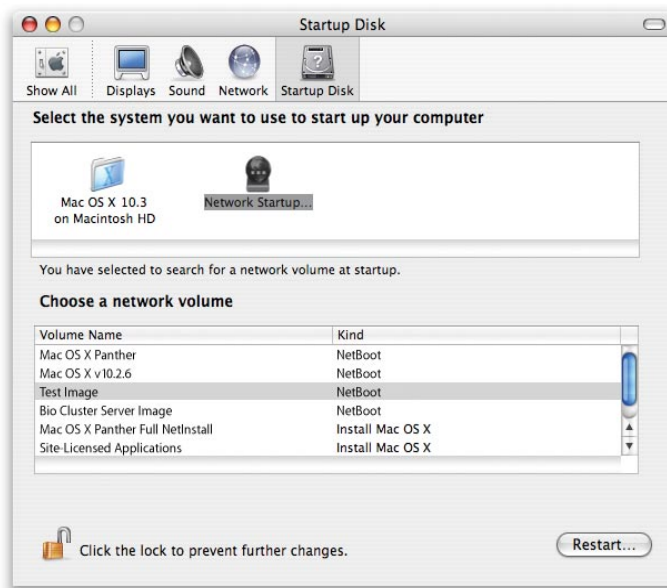 Startup Disk
Show All Displays Sound Network Startup Disk
Select the system you want to use to start up your computer
Mac OS X 10.3
on Macintosh HD
Network Startup...
You have selected to search for a network volume at startup.
Choose a network volume
Volume Name Kind
Mac OS X Panther NetBoot
Mac OS X v10.2.6 NetBoot
Test Image NetBoot
Bio Cluster Server Image NetBoot
Mac OS X Panther Full NetInstall Install Mac OS X
Site-Licensed Applications Install Mac OS X
Click the lock to prevent further changes.
Restart...